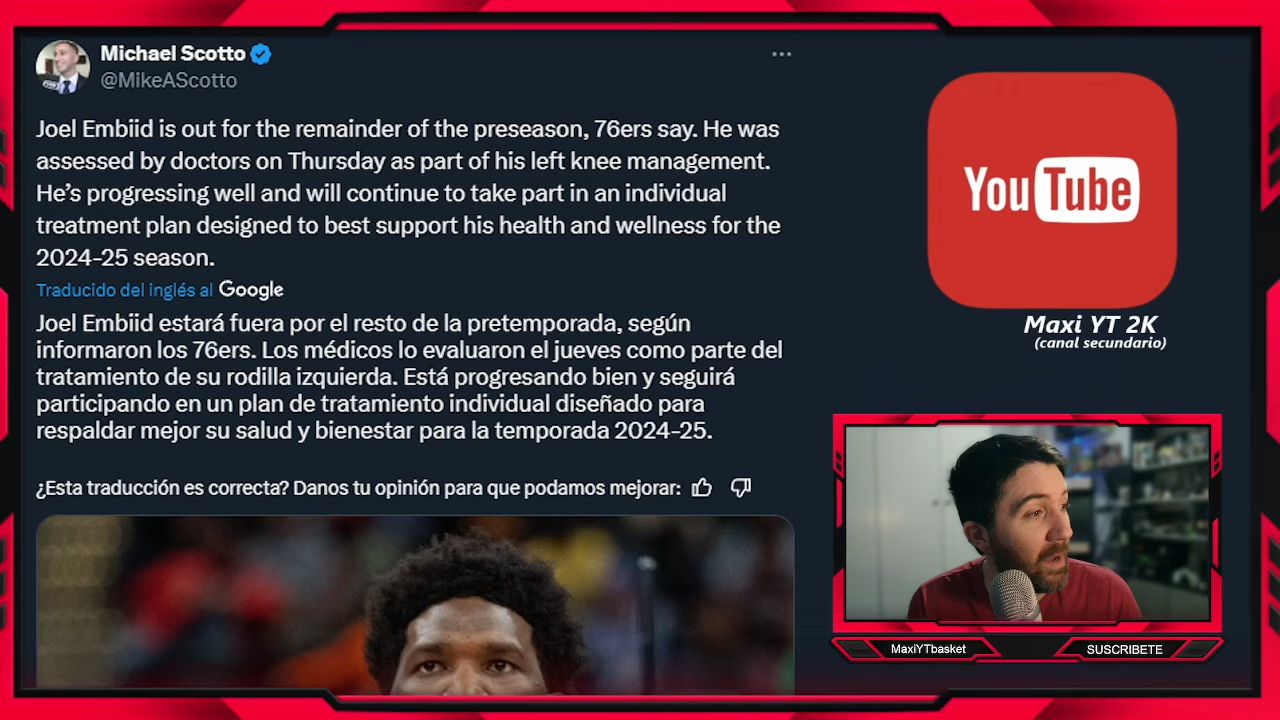 Michael Scotto
@MikeAScotto
Joel Embiid is out for the remainder of the preseason, 76ers say. He was
assessed by doctors on Thursday as part of his left knee management.
He’s progressing well and will continue to take part in an individual
treatment plan designed to best support his health and wellness for the
2024-25 season.
Traducido del inglés al Google
Joel Embiid estará fuera por el resto de la pretemporada, según
informaron los 76ers. Los médicos lo evaluaron el jueves como parte del
tratamiento de su rodilla izquierda. Está progresando bien y seguirá
participando en un plan de tratamiento individual diseñado para
respaldar mejor su salud y bienestar para la temporada 2024-25.
¿Esta traducción es correcta? Danos tu opinión para que podamos mejorar:
YouTube
Maxi YT 2K
(canal secundario)
MaxiYTbasket
SUSCRIBETE